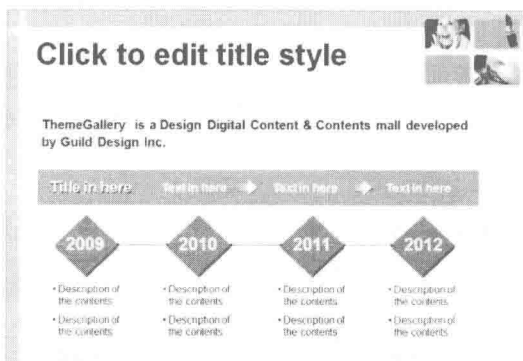 Click to edit title style
ThemeGallery is a Design Digital Content & Contents mall developed
by Guild Design Inc.
Title in here Text in here Text in here Text in here
2009 2010 2011 2012
• Description of the contents
• Description of the contents
• Description of the contents
• Description of the contents
• Description of the contents
• Description of the contents
• Description of the contents
• Description of the contents